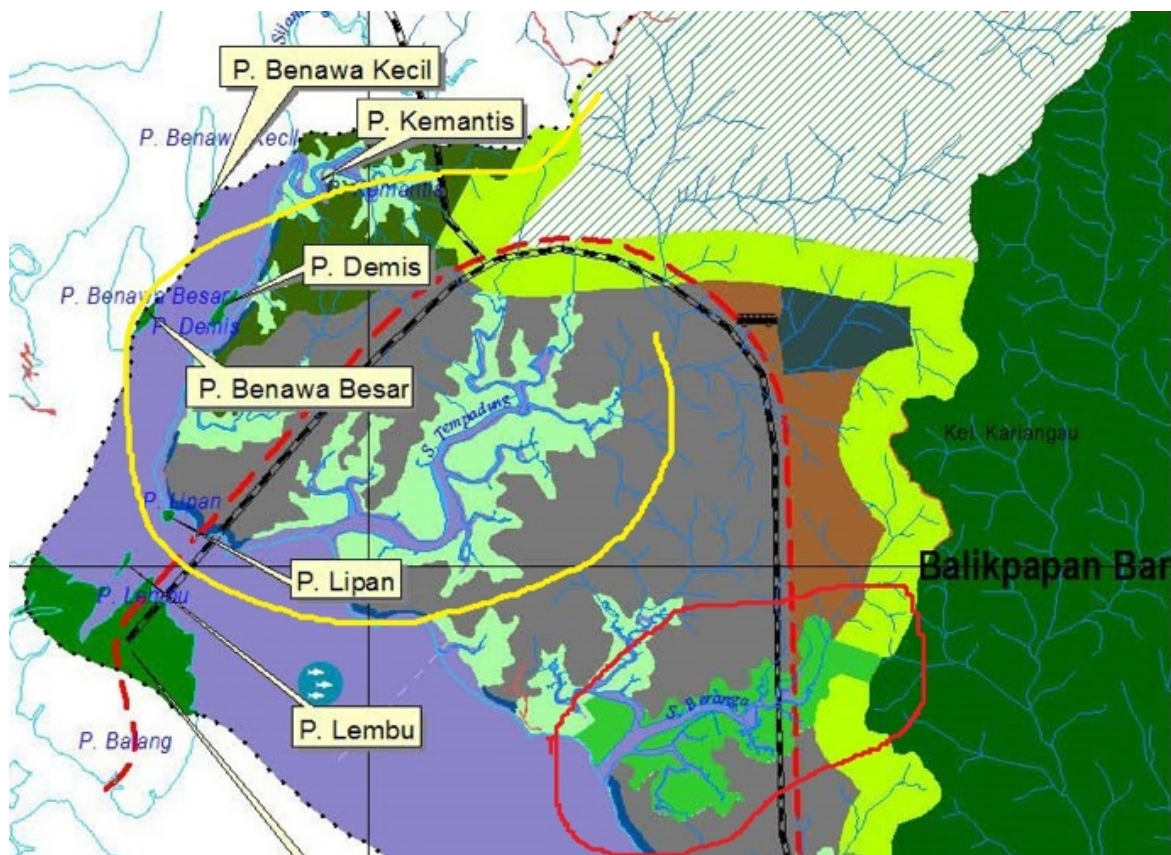 P. Benawa Kecil
P. Kemantis
P. Benawa Kecil
P. Kemantis
P. Demis
P. Benawa Besar
P. Demis
P. Benawa Besar
S. Tempadung
Kel. Kariangau
P. Lipan
P. Lipan
Balikpapan Bar
P. Lembu
S. Beranga
P. Lembu
P. Balang